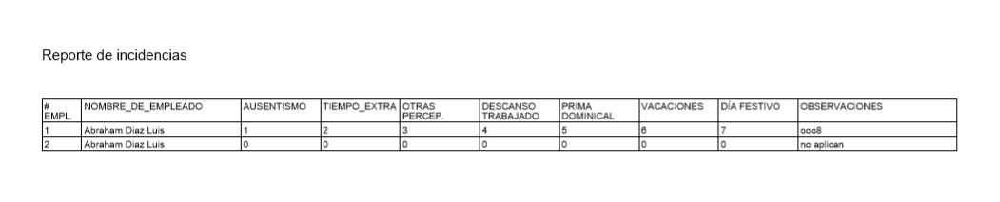 Reporte de incidencias
# EMPL. NOMBRE_DE_EMPLEADO AUSENTISMO TIEMPO_EXTRA OTRAS PERCEP. DESCANSO TRABAJADO PRIMA DOMINICAL VACACIONES DÍA FESTIVO OBSERVACIONES
1 Abraham Diaz Luis 1 2 3 4 5 6 7 ooo8
2 Abraham Diaz Luis 0 0 0 0 0 0 0 no aplican